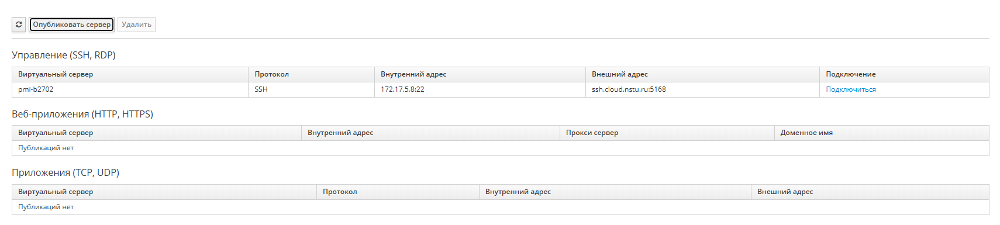 Опубликовать сервер Удалить
Управление (SSH, RDP)
Виртуальный сервер Протокол Внутренний адрес Внешний адрес Подключение
pmi-b2702 SSH 172.17.5.8:22 ssh.cloud.nstu.ru:5168 Подключиться
Веб-приложения (HTTP, HTTPS)
Виртуальный сервер Внутренний адрес Прокси сервер Доменное имя
Публикаций нет
Приложения (TCP, UDP)
Виртуальный сервер Протокол Внутренний адрес Внешний адрес
Публикаций нет